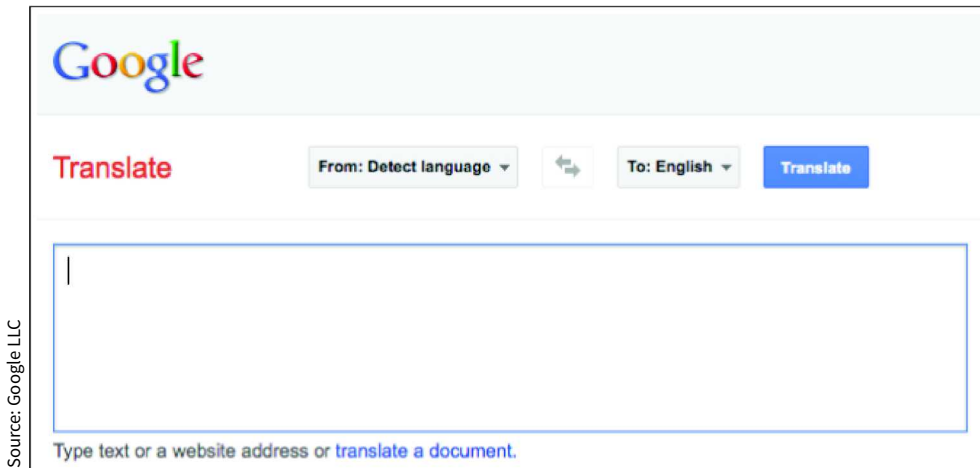 Google
Translate
From: Detect language
To: English
Translate
Type text or a website address or translate a document.
Source: Google LLC